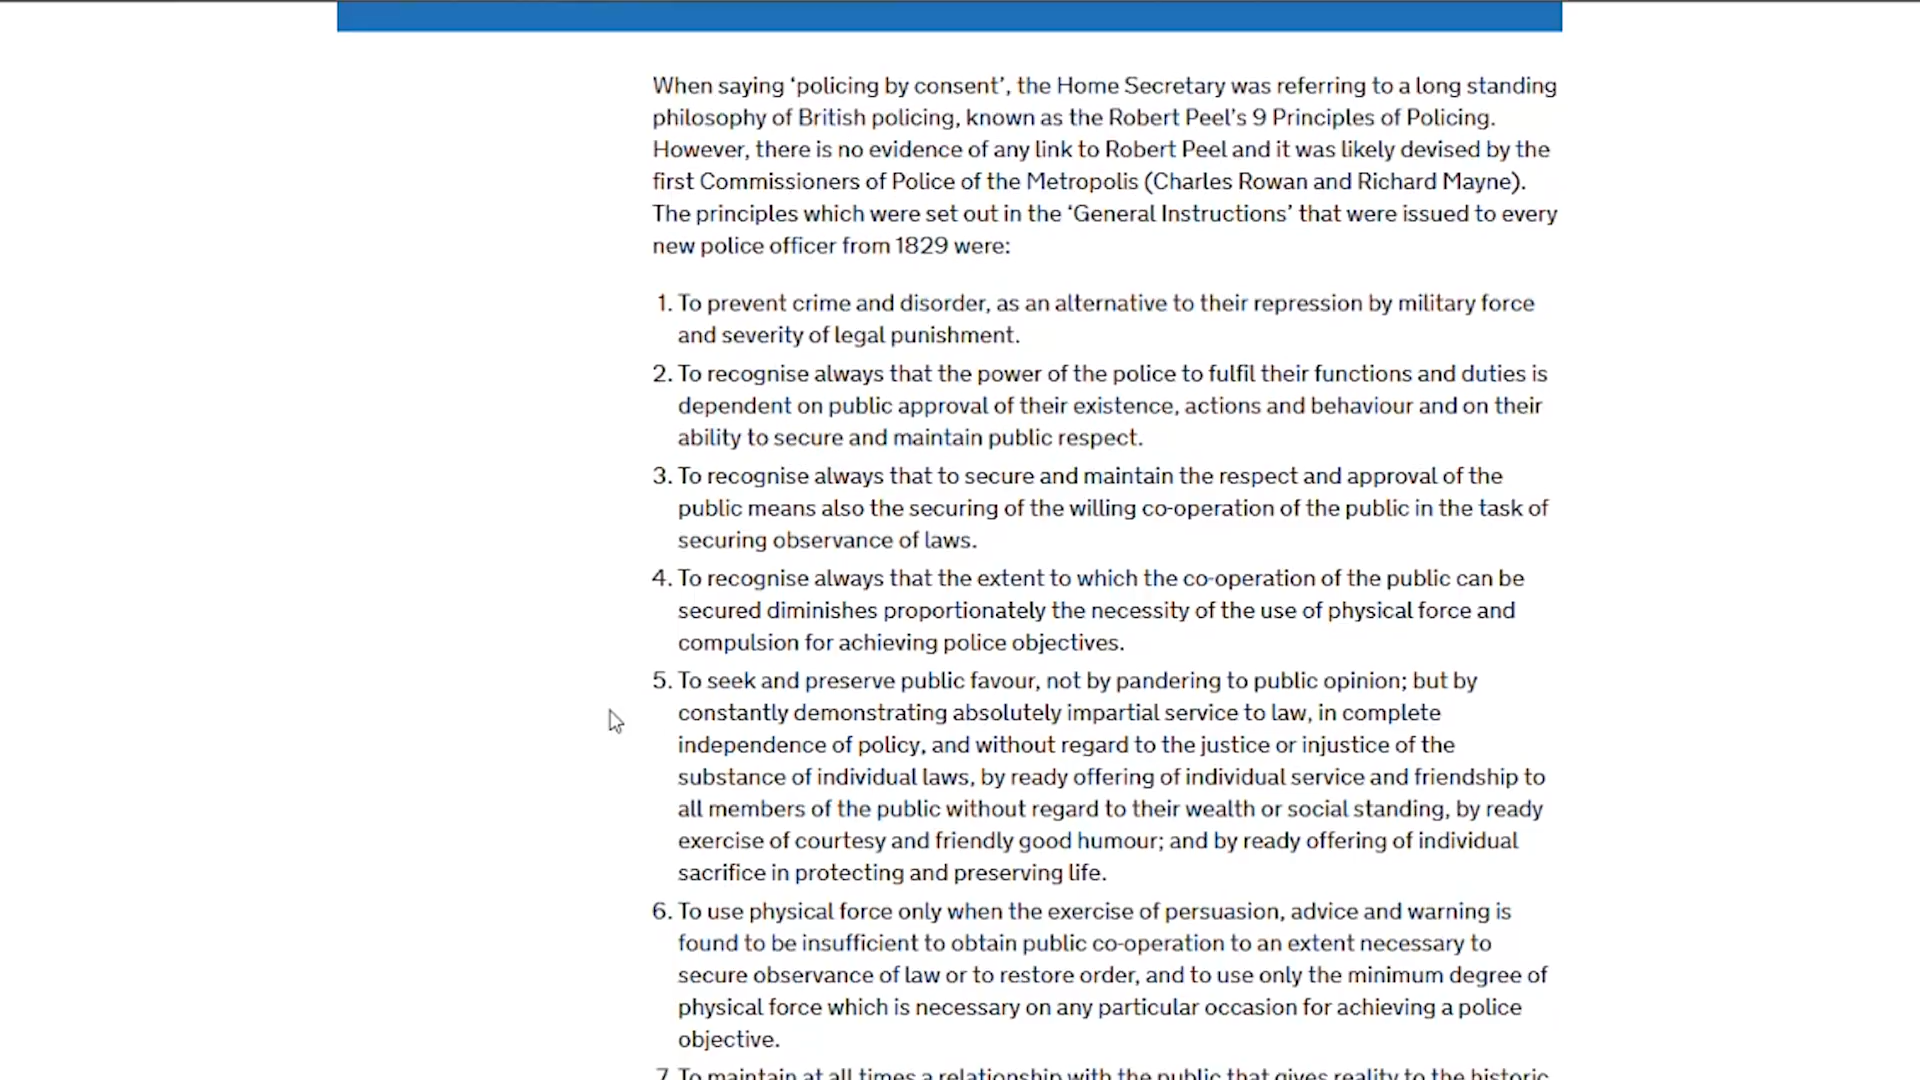 When saying ‘policing by consent’, the Home Secretary was referring to a long standing
philosophy of British policing, known as the Robert Peel’s 9 Principles of Policing.
However, there is no evidence of any link to Robert Peel and it was likely devised by the
first Commissioners of Police of the Metropolis (Charles Rowan and Richard Mayne).
The principles which were set out in the ‘General Instructions’ that were issued to every
new police officer from 1829 were:
1. To prevent crime and disorder, as an alternative to their repression by military force
and severity of legal punishment.
2. To recognise always that the power of the police to fulfil their functions and duties is
dependent on public approval of their existence, actions and behaviour and on their
ability to secure and maintain public respect.
3. To recognise always that to secure and maintain the respect and approval of the
public means also the securing of the willing co-operation of the public in the task of
securing observance of laws.
4. To recognise always that the extent to which the co-operation of the public can be
secured diminishes proportionately the necessity of the use of physical force and
compulsion for achieving police objectives.
5. To seek and preserve public favour, not by pandering to public opinion; but by
constantly demonstrating absolutely impartial service to law, in complete
independence of policy, and without regard to the justice or injustice of the
substance of individual laws, by ready offering of individual service and friendship to
all members of the public without regard to their wealth or social standing, by ready
exercise of courtesy and friendly good humour; and by ready offering of individual
sacrifice in protecting and preserving life.
6. To use physical force only when the exercise of persuasion, advice and warning is
found to be insufficient to obtain public co-operation to an extent necessary to
secure observance of law or to restore order, and to use only the minimum degree of
physical force which is necessary on any particular occasion for achieving a police
objective.
7. To maintain at all times a relationship with the public that gives reality to the historic